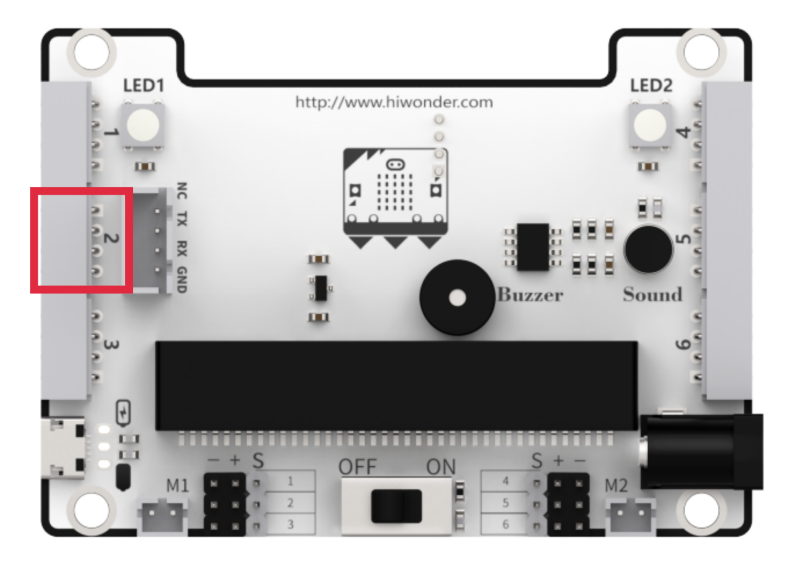 LED1
LED2
http://www.hiwonder.com
1
4
NC TX RX GND
2
5
Buzzer
Sound
3
6
− + S
OFF ON
S + −
M1
1
2
3
4
5
6
M2